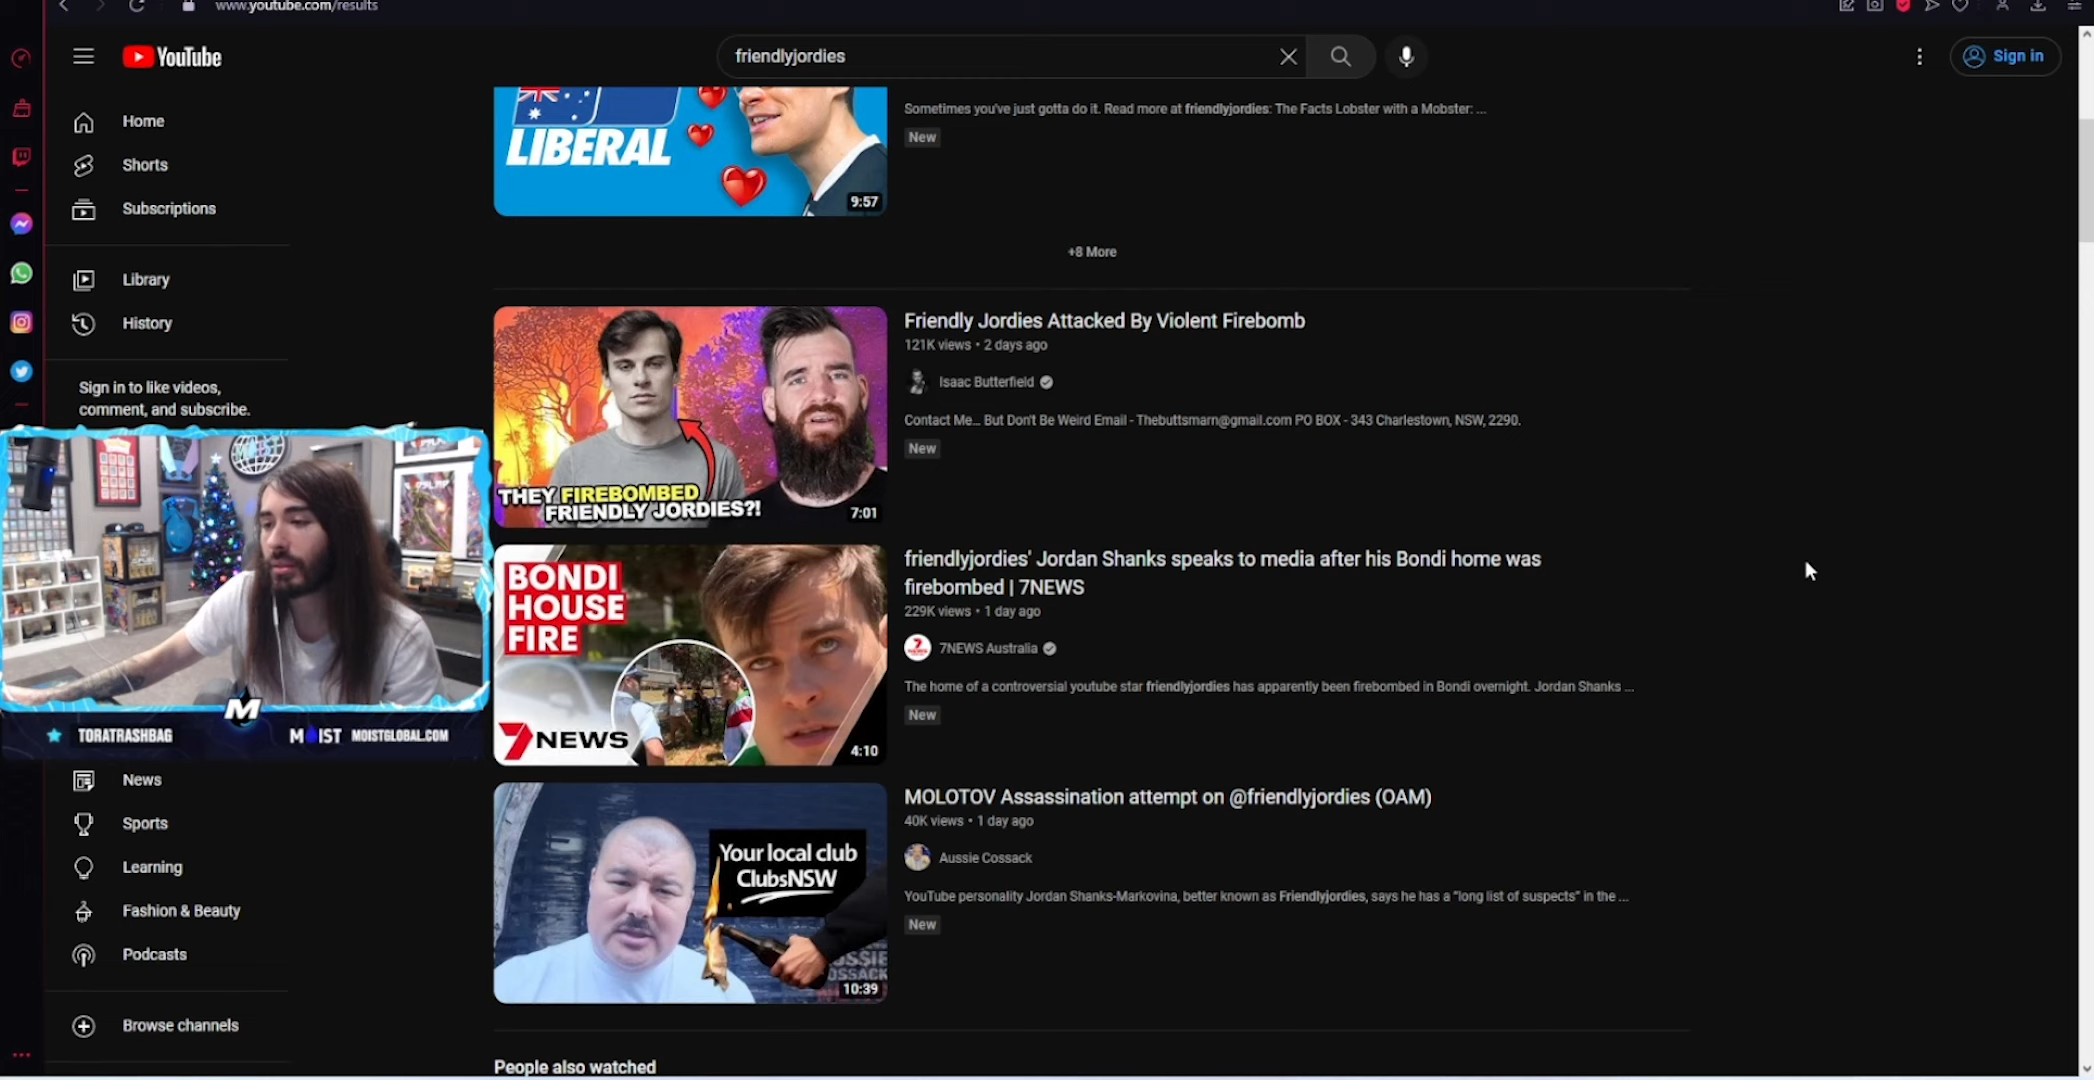 www.youtube.com/results
YouTube
friendlyjordies
Sign in
Home
Shorts
Subscriptions
Library
History
Sign in to like videos,
comment, and subscribe.
TORATRASHBAG
M
MOIST
MOISTGLOBAL.COM
News
Sports
Learning
Fashion & Beauty
Podcasts
Browse channels
LIBERAL
9:57
Sometimes you've just gotta do it. Read more at friendlyjordies: The Facts Lobster with a Mobster: ...
New
+8 More
THEY FIREBOMBED
FRIENDLY JORDIES?!
7:01
Friendly Jordies Attacked By Violent Firebomb
121K views • 2 days ago
Isaac Butterfield
Contact Me... But Don't Be Weird Email - Thebuttsmarn@gmail.com PO BOX - 343 Charlestown, NSW, 2290.
New
BONDI
HOUSE
FIRE
7NEWS
4:10
friendlyjordies' Jordan Shanks speaks to media after his Bondi home was
firebombed | 7NEWS
229K views • 1 day ago
7NEWS Australia
The home of a controversial youtube star friendlyjordies has apparently been firebombed in Bondi overnight. Jordan Shanks ...
New
Your local club
ClubsNSW
10:39
MOLOTOV Assassination attempt on @friendlyjordies (OAM)
40K views • 1 day ago
Aussie Cossack
YouTube personality Jordan Shanks-Markovina, better known as Friendlyjordies, says he has a “long list of suspects” in the ...
New
People also watched